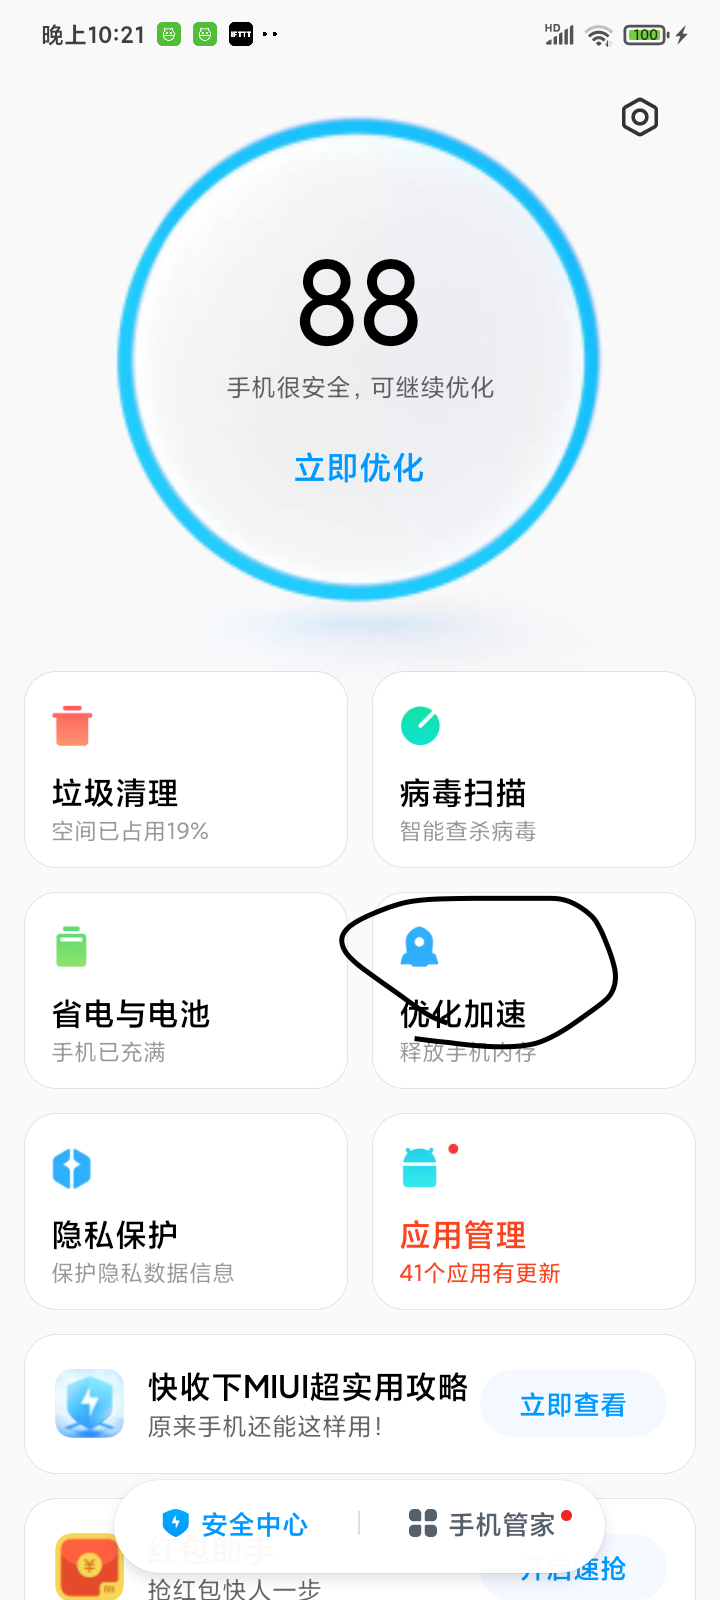 晚上10:21
IFTTT
HD
100
88
手机很安全，可继续优化
立即优化
垃圾清理
空间已占用19%
病毒扫描
智能查杀病毒
省电与电池
手机已充满
优化加速
释放手机内存
隐私保护
保护隐私数据信息
应用管理
41个应用有更新
快收下MIUI超实用攻略
原来手机还能这样用！
立即查看
安全中心
手机管家
红包助手
抢红包快人一步
开启速抢